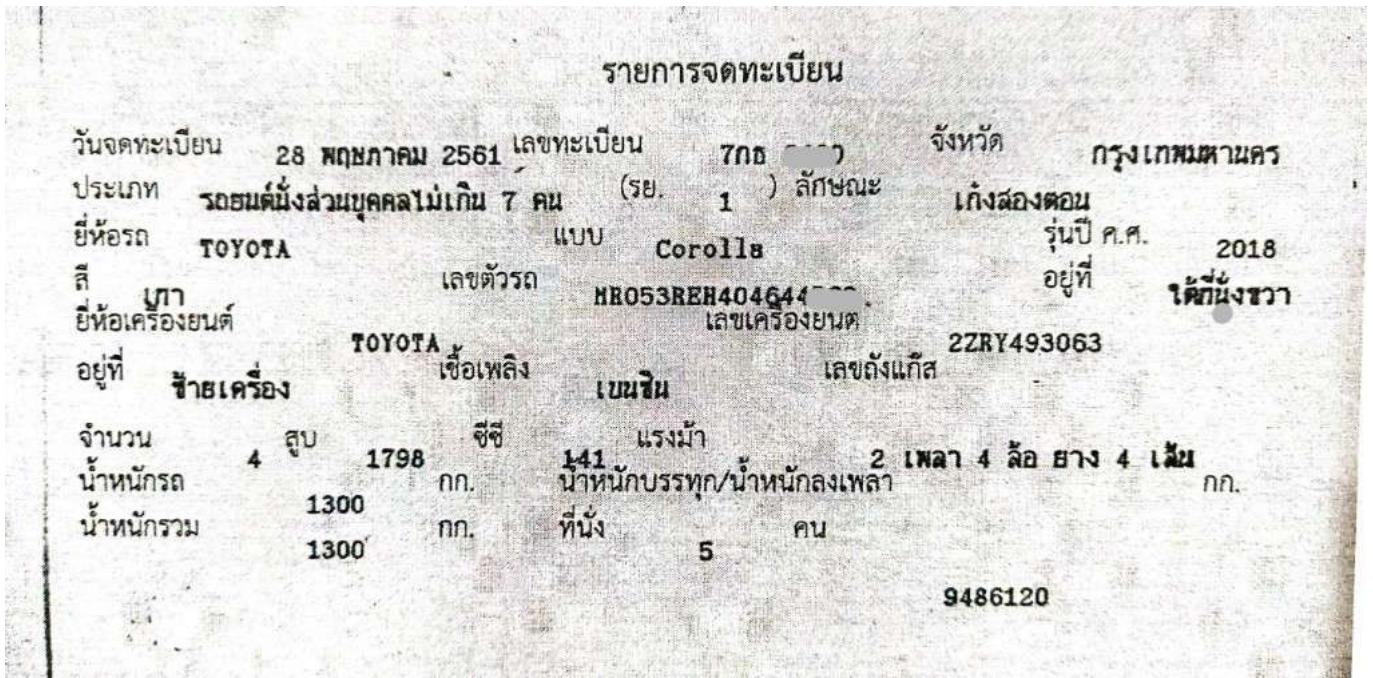 รายการจดทะเบียน
วันจดทะเบียน 28 พฤษภาคม 2561 เลขทะเบียน 7กธ จังหวัด กรุงเทพมหานคร
ประเภท รถยนต์นั่งส่วนบุคคลไม่เกิน 7 คน (รย. 1 ) ลักษณะ เก๋งสองตอน
ยี่ห้อรถ TOYOTA แบบ Corolla รุ่นปี ค.ศ. 2018
สี เทา เลขตัวรถ MR053REH404644 อยู่ที่ ใต้ที่นั่งขวา
ยี่ห้อเครื่องยนต์ TOYOTA เลขเครื่องยนต์ 2ZRY493063
อยู่ที่ ซ้ายเครื่อง เชื้อเพลิง เบนซิน เลขถังแก๊ส
จำนวน 4 สูบ 1798 ซีซี 141 แรงม้า 2 เพลา 4 ล้อ ยาง 4 เส้น
น้ำหนักรถ 1300 กก. น้ำหนักบรรทุก/น้ำหนักลงเพลา กก.
น้ำหนักรวม 1300 กก. ที่นั่ง 5 คน
9486120